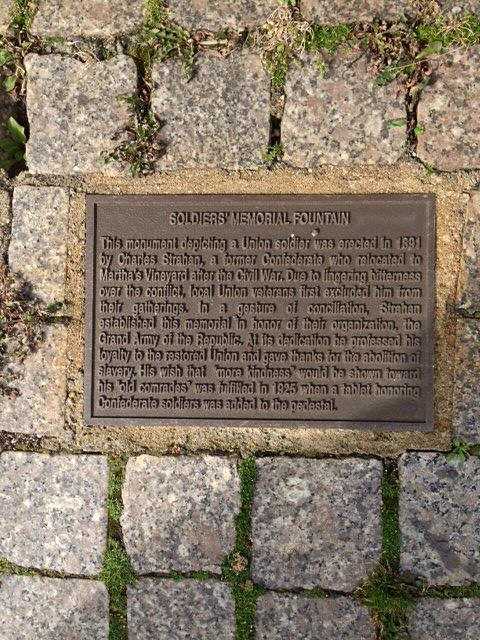 SOLDIERS' MEMORIAL FOUNTAIN
This monument depicting a Union soldier was erected in 1891
by Charles Strahan, a former Confederate who relocated to
Martha's Vineyard after the Civil War. Due to lingering bitterness
over the conflict, local Union veterans first excluded him from
their gatherings. In a gesture of conciliation, Strahan
established this memorial in honor of their organization, the
Grand Army of the Republic. At its dedication he professed his
loyalty to the restored Union and gave thanks for the abolition of
slavery. His wish that "more kindness" would be shown toward
his "old comrades" was fulfilled in 1925 when a tablet honoring
Confederate soldiers was added to the pedestal.